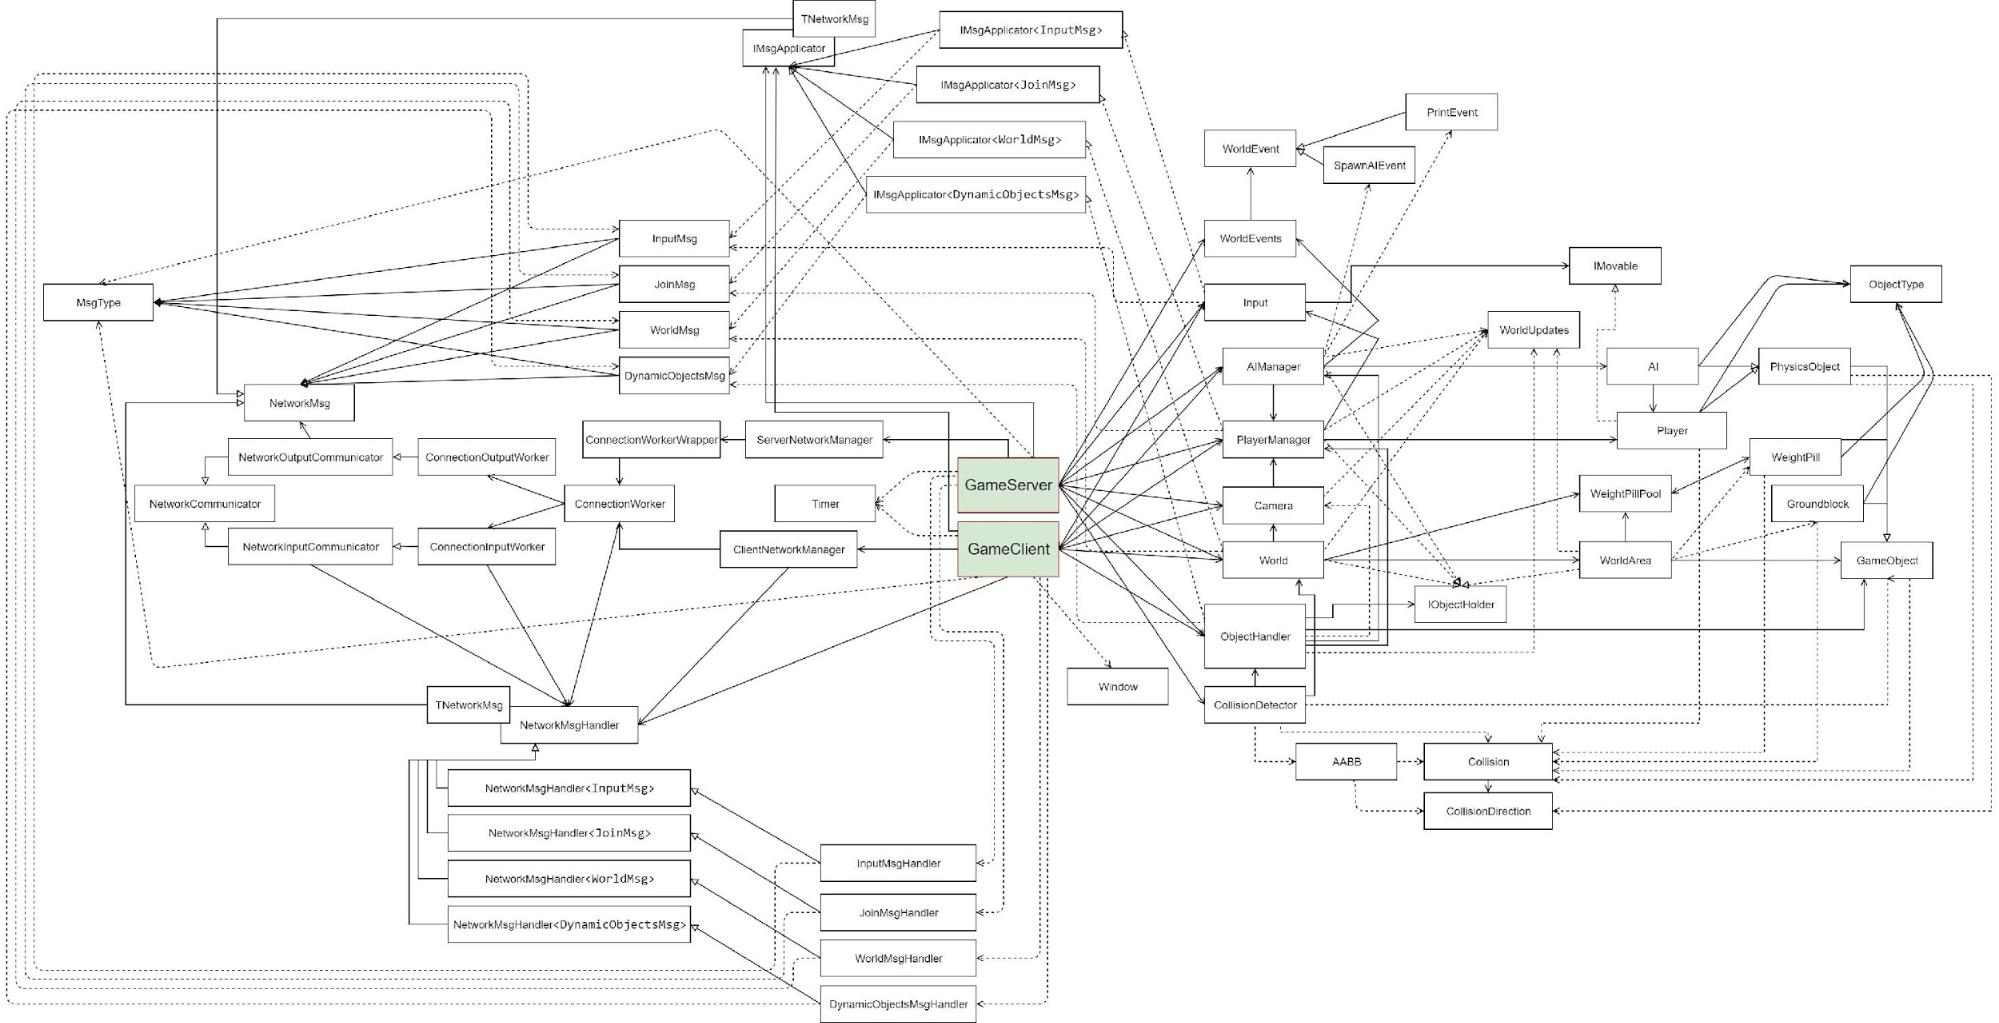 TNetworkMsg
IMsgApplicator
IMsgApplicator<InputMsg>
IMsgApplicator<JoinMsg>
IMsgApplicator<WorldMsg>
IMsgApplicator<DynamicObjectsMsg>
PrintEvent
WorldEvent
SpawnAIEvent
WorldEvents
InputMsg
JoinMsg
WorldMsg
DynamicObjectsMsg
MsgType
NetworkMsg
Input
IMovable
ObjectType
WorldUpdates
AIManager
AI
PhysicsObject
PlayerManager
Player
WeightPill
WeightPillPool
Groundblock
Camera
World
WorldArea
GameObject
IObjectHolder
ObjectHandler
CollisionDetector
ConnectionWorkerWrapper
ServerNetworkManager
NetworkOutputCommunicator
ConnectionOutputWorker
GameServer
NetworkCommunicator
ConnectionWorker
Timer
NetworkInputCommunicator
ConnectionInputWorker
ClientNetworkManager
GameClient
Window
AABB
Collision
CollisionDirection
TNetworkMsg
NetworkMsgHandler
NetworkMsgHandler<InputMsg>
NetworkMsgHandler<JoinMsg>
NetworkMsgHandler<WorldMsg>
NetworkMsgHandler<DynamicObjectsMsg>
InputMsgHandler
JoinMsgHandler
WorldMsgHandler
DynamicObjectsMsgHandler